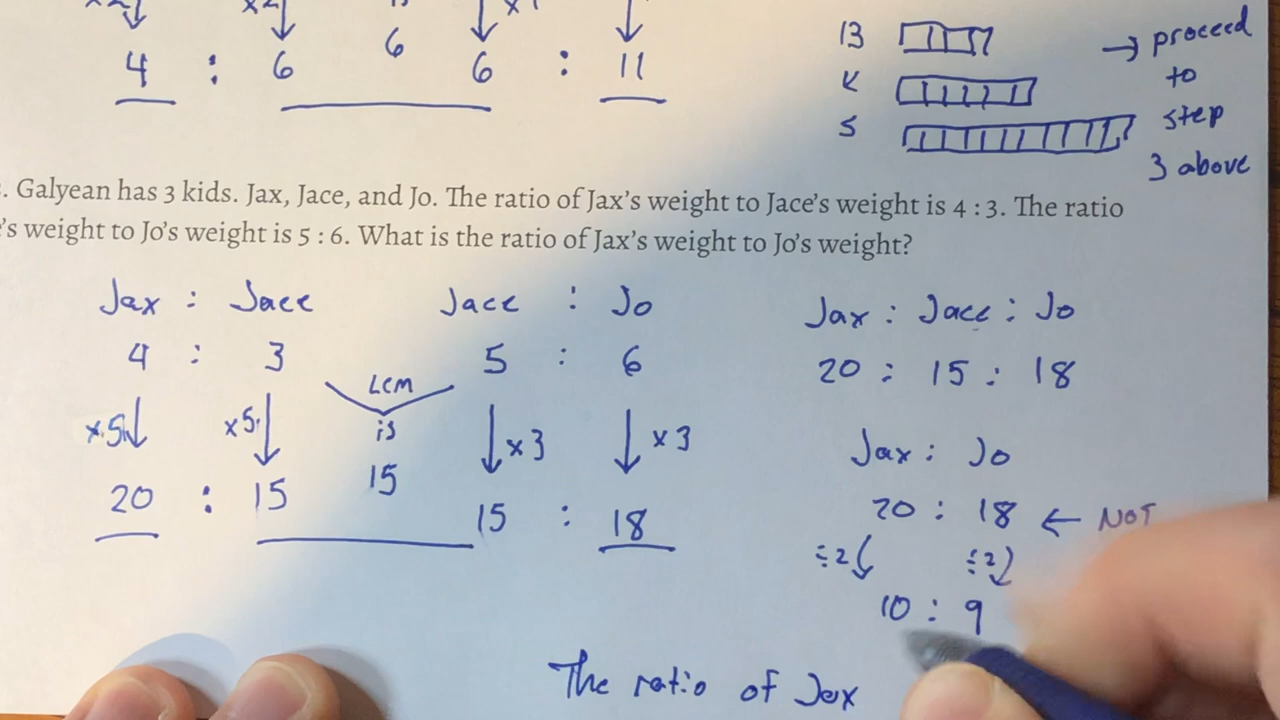 4 : 6 6 6 : 11
13
K
S
→ proceed
to
step
3 above
. Galyean has 3 kids. Jax, Jace, and Jo. The ratio of Jax's weight to Jace's weight is 4 : 3. The ratio
's weight to Jo's weight is 5 : 6. What is the ratio of Jax's weight to Jo's weight?
Jax : Jace
4 : 3
×5 ×5
20 : 15
LCM
is
15
Jace : Jo
5 : 6
×3 ×3
15 : 18
Jax : Jace : Jo
20 : 15 : 18
Jax : Jo
20 : 18 ← NOT
÷2 ÷2
10 : 9
The ratio of Jax